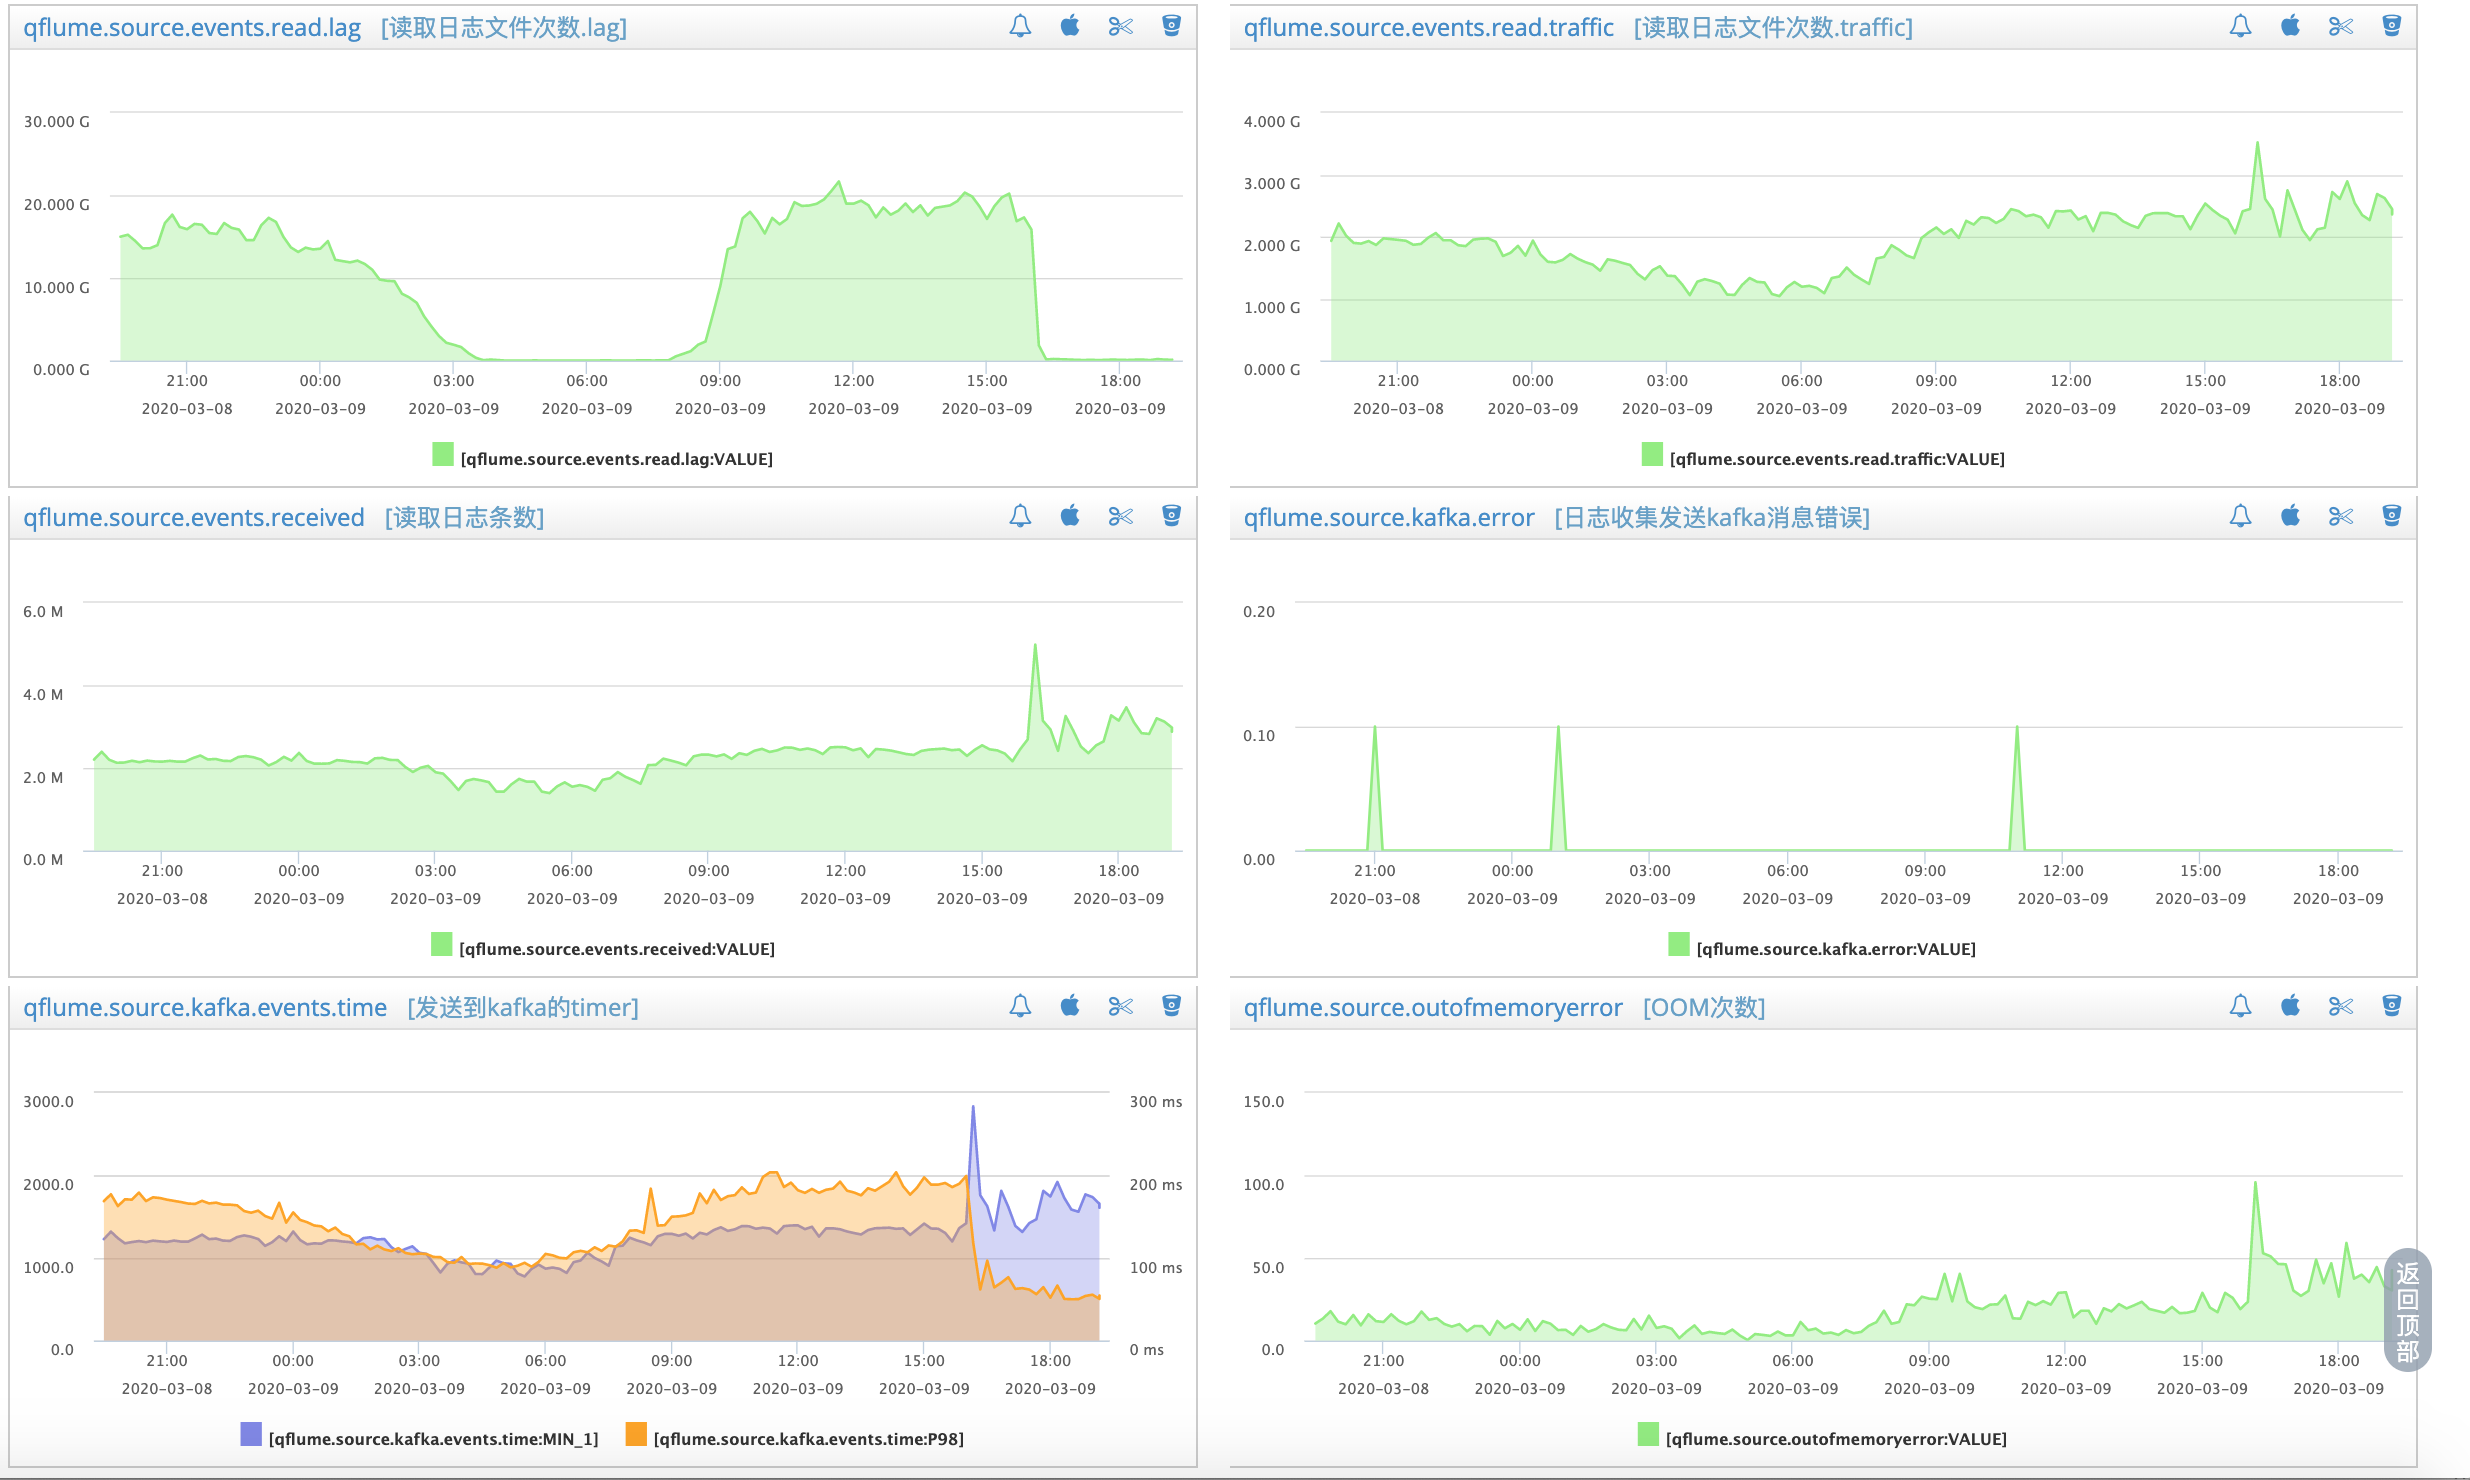 qflume.source.events.read.lag [读取日志文件次数.lag]
30.000 G
20.000 G
10.000 G
0.000 G
21:00 00:00 03:00 06:00 09:00 12:00 15:00 18:00
2020-03-08 2020-03-09 2020-03-09 2020-03-09 2020-03-09 2020-03-09 2020-03-09 2020-03-09
[qflume.source.events.read.lag:VALUE]
qflume.source.events.read.traffic [读取日志文件次数.traffic]
4.000 G
3.000 G
2.000 G
1.000 G
0.000 G
21:00 00:00 03:00 06:00 09:00 12:00 15:00 18:00
2020-03-08 2020-03-09 2020-03-09 2020-03-09 2020-03-09 2020-03-09 2020-03-09 2020-03-09
[qflume.source.events.read.traffic:VALUE]
qflume.source.events.received [读取日志条数]
6.0 M
4.0 M
2.0 M
0.0 M
21:00 00:00 03:00 06:00 09:00 12:00 15:00 18:00
2020-03-08 2020-03-09 2020-03-09 2020-03-09 2020-03-09 2020-03-09 2020-03-09 2020-03-09
[qflume.source.events.received:VALUE]
qflume.source.kafka.error [日志收集发送kafka消息错误]
0.20
0.10
0.00
21:00 00:00 03:00 06:00 09:00 12:00 15:00 18:00
2020-03-08 2020-03-09 2020-03-09 2020-03-09 2020-03-09 2020-03-09 2020-03-09 2020-03-09
[qflume.source.kafka.error:VALUE]
qflume.source.kafka.events.time [发送到kafka的timer]
3000.0 300 ms
2000.0 200 ms
1000.0 100 ms
0.0 0 ms
21:00 00:00 03:00 06:00 09:00 12:00 15:00 18:00
2020-03-08 2020-03-09 2020-03-09 2020-03-09 2020-03-09 2020-03-09 2020-03-09 2020-03-09
[qflume.source.kafka.events.time:MIN_1] [qflume.source.kafka.events.time:P98]
qflume.source.outofmemoryerror [OOM次数]
150.0
100.0
50.0
0.0
21:00 00:00 03:00 06:00 09:00 12:00 15:00 18:00
2020-03-08 2020-03-09 2020-03-09 2020-03-09 2020-03-09 2020-03-09 2020-03-09 2020-03-09
[qflume.source.outofmemoryerror:VALUE]
返回顶部